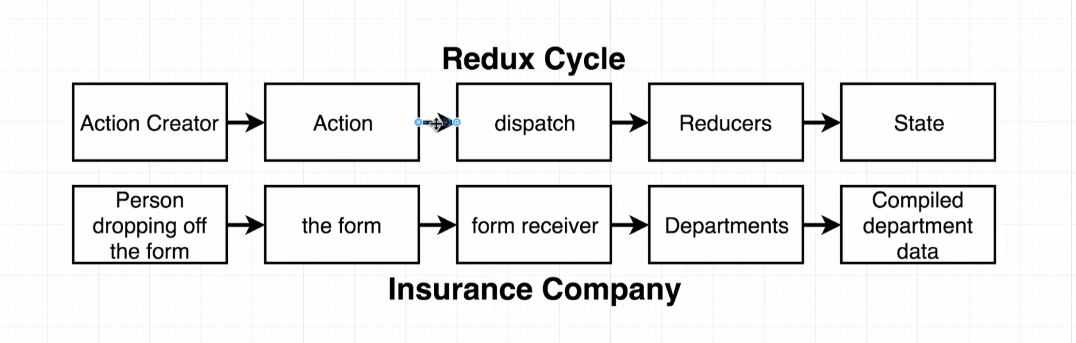 Redux Cycle
Action Creator
Action
dispatch
Reducers
State
Person
dropping off
the form
the form
form receiver
Departments
Compiled
department
data
Insurance Company